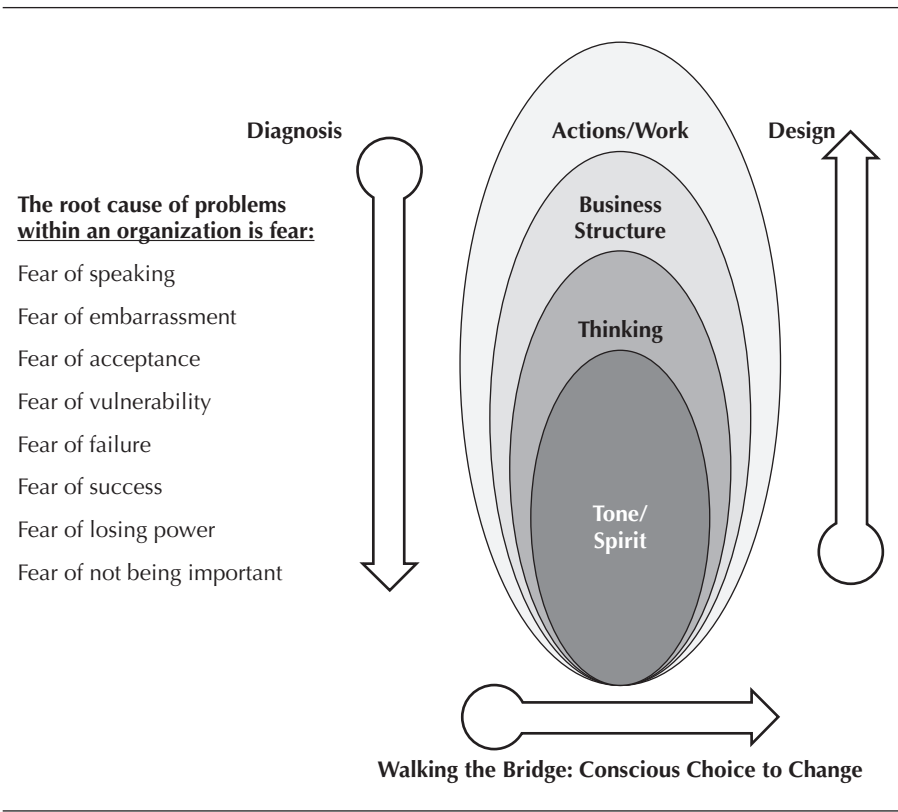 Diagnosis
Actions/Work
Design
The root cause of problems
within an organization is fear:
Fear of speaking
Fear of embarrassment
Fear of acceptance
Fear of vulnerability
Fear of failure
Fear of success
Fear of losing power
Fear of not being important
Business
Structure
Thinking
Tone/
Spirit
Walking the Bridge: Conscious Choice to Change